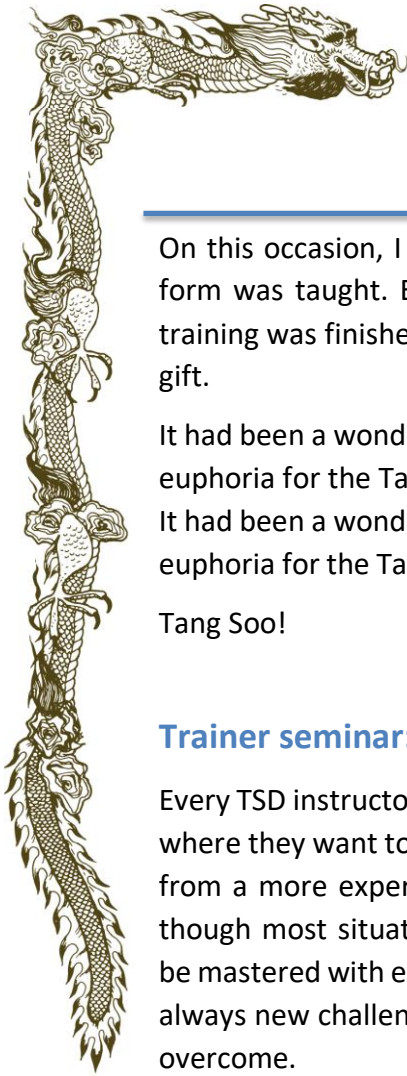 On this occasion, I
form was taught.
training was finishe
gift.
It had been a wond
euphoria for the Ta
It had been a wond
euphoria for the Ta
Tang Soo!
Trainer seminar:
Every TSD instructo
where they want to
from a more exper
though most situat
be mastered with e
always new challen
overcome.